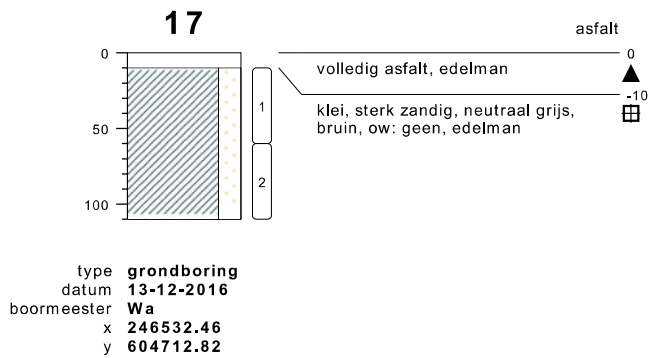 17
asfalt
0
0
volledig asfalt, edelman
-10
klei, sterk zandig, neutraal grijs,
bruin, ow: geen, edelman
1
50
2
100
type grondboring
datum 13-12-2016
boormeester Wa
x 246532.46
y 604712.82